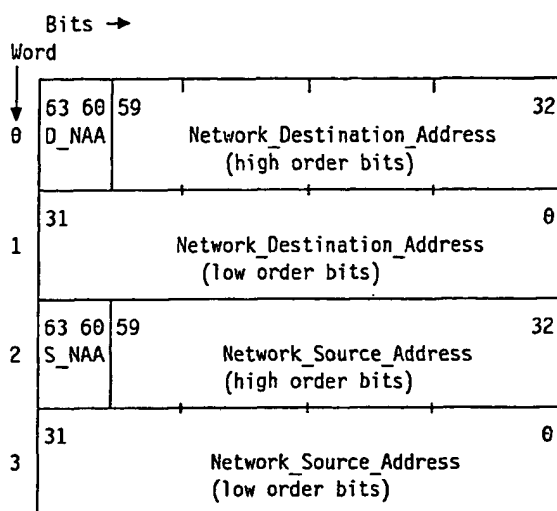 Bits →
Word
63 60 59 32
0 D_NAA Network_Destination_Address
(high order bits)
31 0
1 Network_Destination_Address
(low order bits)
63 60 59 32
2 S_NAA Network_Source_Address
(high order bits)
31 0
3 Network_Source_Address
(low order bits)